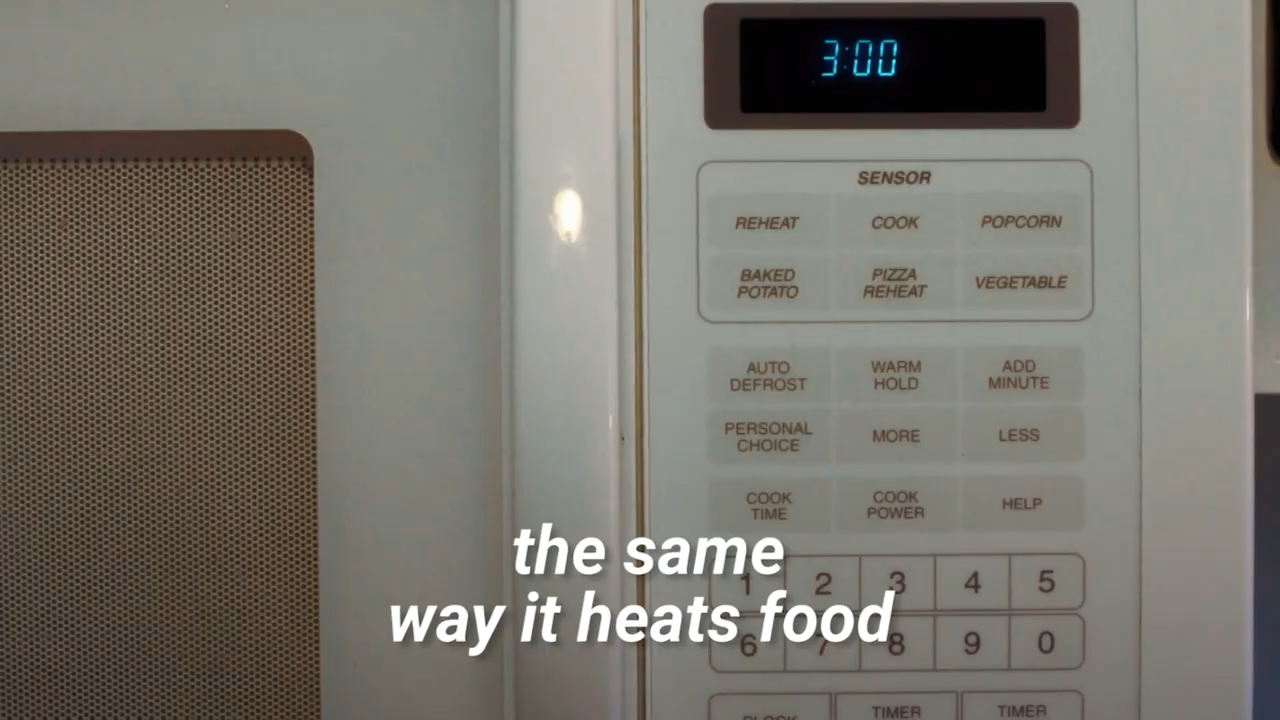 3:00
SENSOR
REHEAT COOK POPCORN
BAKED POTATO PIZZA REHEAT VEGETABLE
AUTO DEFROST WARM HOLD ADD MINUTE
PERSONAL CHOICE MORE LESS
COOK TIME COOK POWER HELP
the same
1 2 3 4 5
way it heats food
6 7 8 9 0
TIMER TIMER